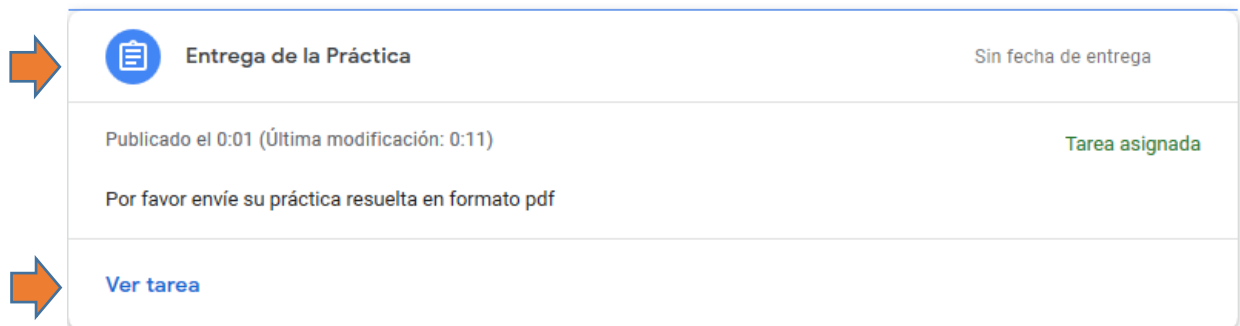 Entrega de la Práctica
Sin fecha de entrega
Publicado el 0:01 (Última modificación: 0:11)
Tarea asignada
Por favor envíe su práctica resuelta en formato pdf
Ver tarea